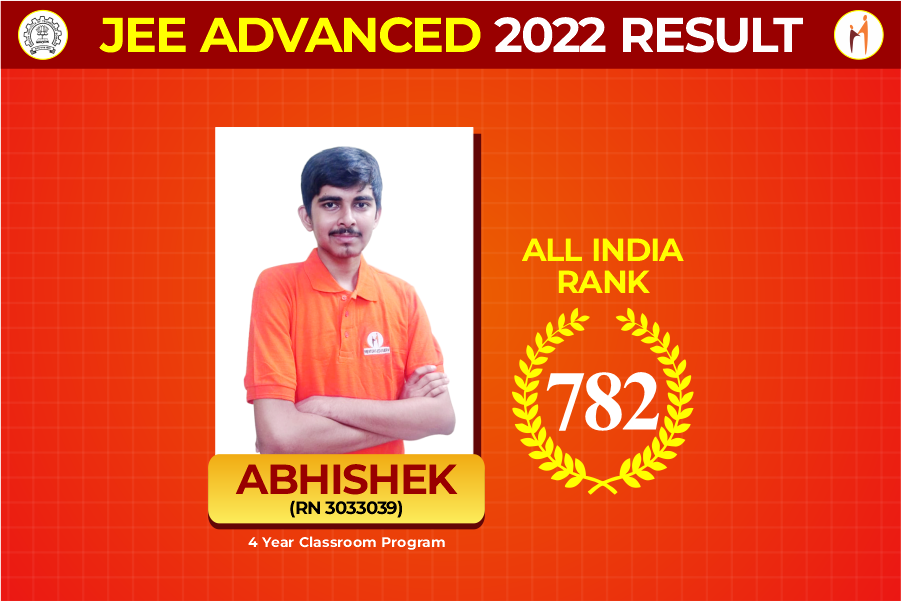 JEE ADVANCED 2022 RESULT
ALL INDIA
RANK
782
ABHISHEK
(RN 3033039)
4 Year Classroom Program